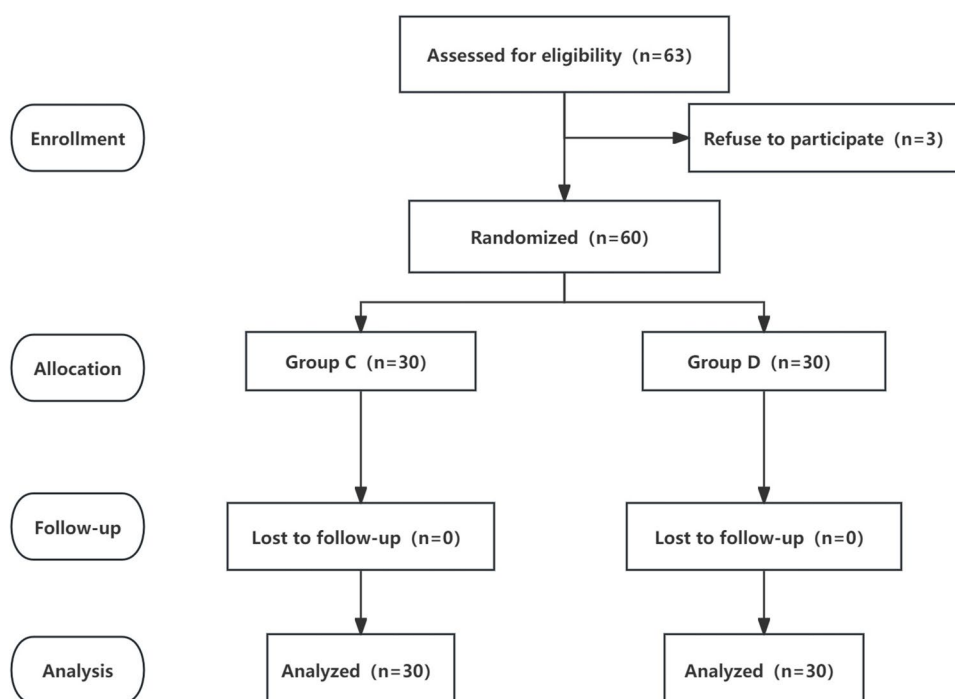 Assessed for eligibility (n=63)
Enrollment
Refuse to participate (n=3)
Randomized (n=60)
Allocation
Group C (n=30)
Group D (n=30)
Follow-up
Lost to follow-up (n=0)
Lost to follow-up (n=0)
Analysis
Analyzed (n=30)
Analyzed (n=30)